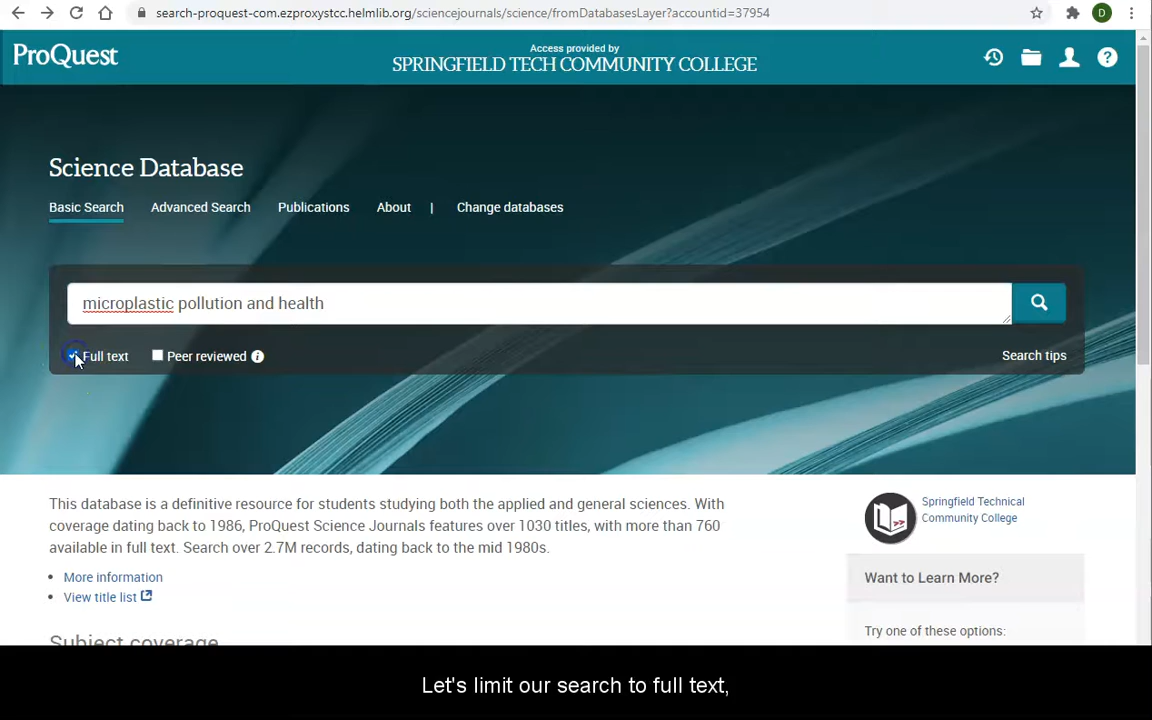 search-proquest-com.ezproxystcc.helmlib.org/sciencejournals/science/fromDatabasesLayer?accountid=37954
D
ProQuest
Access provided by
SPRINGFIELD TECH COMMUNITY COLLEGE
?
Science Database
Basic Search
Advanced Search
Publications
About
|
Change databases
microplastic pollution and health
Full text
Peer reviewed
i
Search tips
This database is a definitive resource for students studying both the applied and general sciences. With
coverage dating back to 1986, ProQuest Science Journals features over 1030 titles, with more than 760
available in full text. Search over 2.7M records, dating back to the mid 1980s.
• More information
• View title list
Subject coverage
Springfield Technical
Community College
Want to Learn More?
Try one of these options:
Let's limit our search to full text,